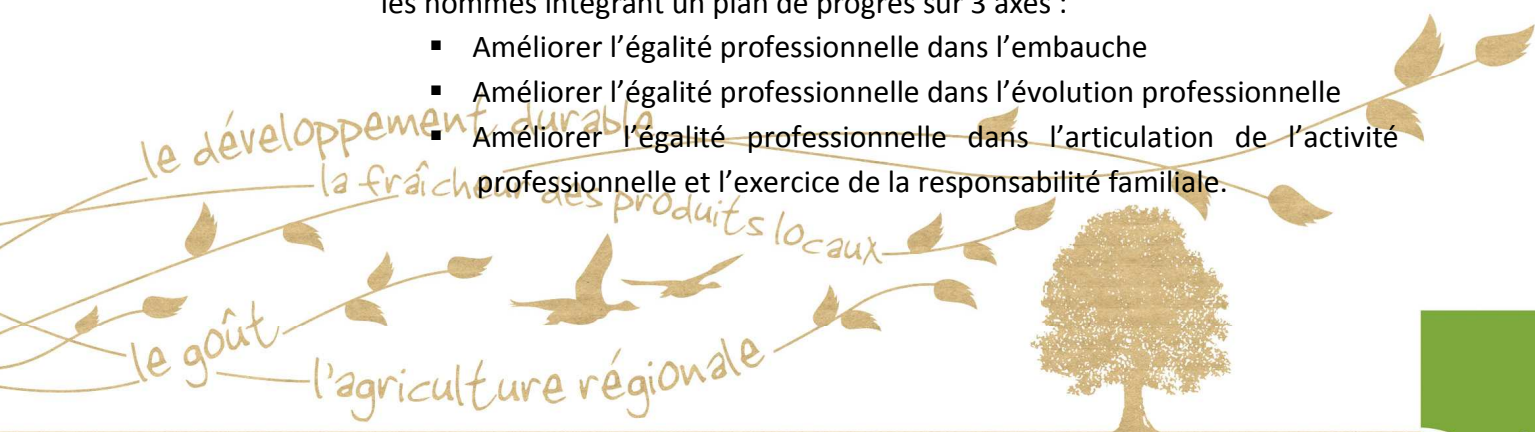 les hommes intégrant un plan de progrès sur 3 axes :
▪ Améliorer l’égalité professionnelle dans l’embauche
▪ Améliorer l’égalité professionnelle dans l’évolution professionnelle
▪ Améliorer l’égalité professionnelle dans l’articulation de l’activité
professionnelle et l’exercice de la responsabilité familiale.
le développement durable
la fraîcheur des produits locaux
le goût
l'agriculture régionale